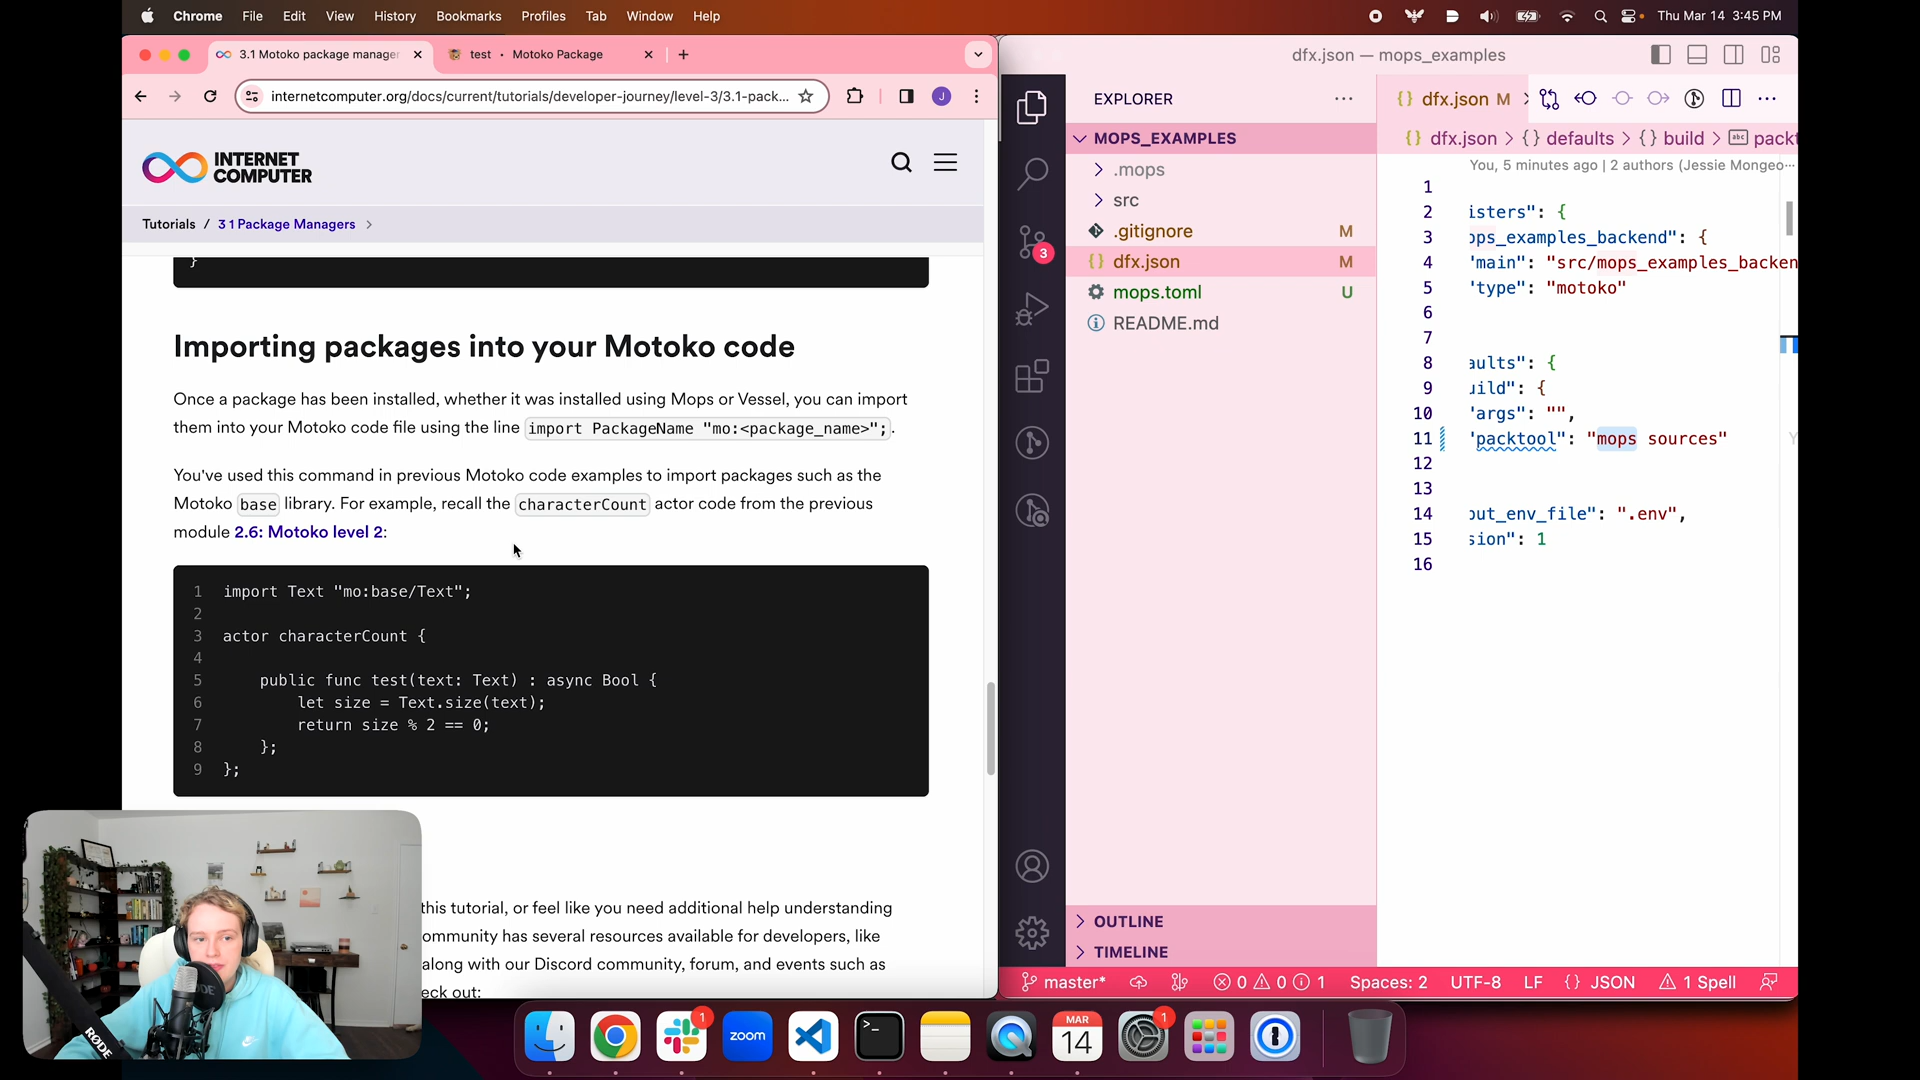 Chrome File Edit View History Bookmarks Profiles Tab Window Help
Thu Mar 14 3:45 PM
3.1 Motoko package manager
test • Motoko Package
internetcomputer.org/docs/current/tutorials/developer-journey/level-3/3.1-pack...
J
INTERNET
COMPUTER
Tutorials / 3 1 Package Managers >
}
Importing packages into your Motoko code
Once a package has been installed, whether it was installed using Mops or Vessel, you can import
them into your Motoko code file using the line import PackageName "mo:<package_name>";.
You've used this command in previous Motoko code examples to import packages such as the
Motoko base library. For example, recall the characterCount actor code from the previous
module 2.6: Motoko level 2:
1 import Text "mo:base/Text";
2
3 actor characterCount {
4
5 public func test(text: Text) : async Bool {
6 let size = Text.size(text);
7 return size % 2 == 0;
8 };
9 };
this tutorial, or feel like you need additional help understanding
ommunity has several resources available for developers, like
along with our Discord community, forum, and events such as
eck out:
dfx.json — mops_examples
EXPLORER
MOPS_EXAMPLES
.mops
src
.gitignore M
dfx.json M
mops.toml U
README.md
3
OUTLINE
TIMELINE
dfx.json M
dfx.json > {} defaults > {} build > packt
You, 5 minutes ago | 2 authors (Jessie Mongeo...
1
2 isters": {
3 ops_examples_backend": {
4 "main": "src/mops_examples_backen
5 "type": "motoko"
6
7
8 aults": {
9 uild": {
10 "args": "",
11 "packtool": "mops sources"
12
13
14 put_env_file": ".env",
15 sion": 1
16
master* 0 0 1 Spaces: 2 UTF-8 LF {} JSON 1 Spell
RØDE
1
zoom
MAR
14
1